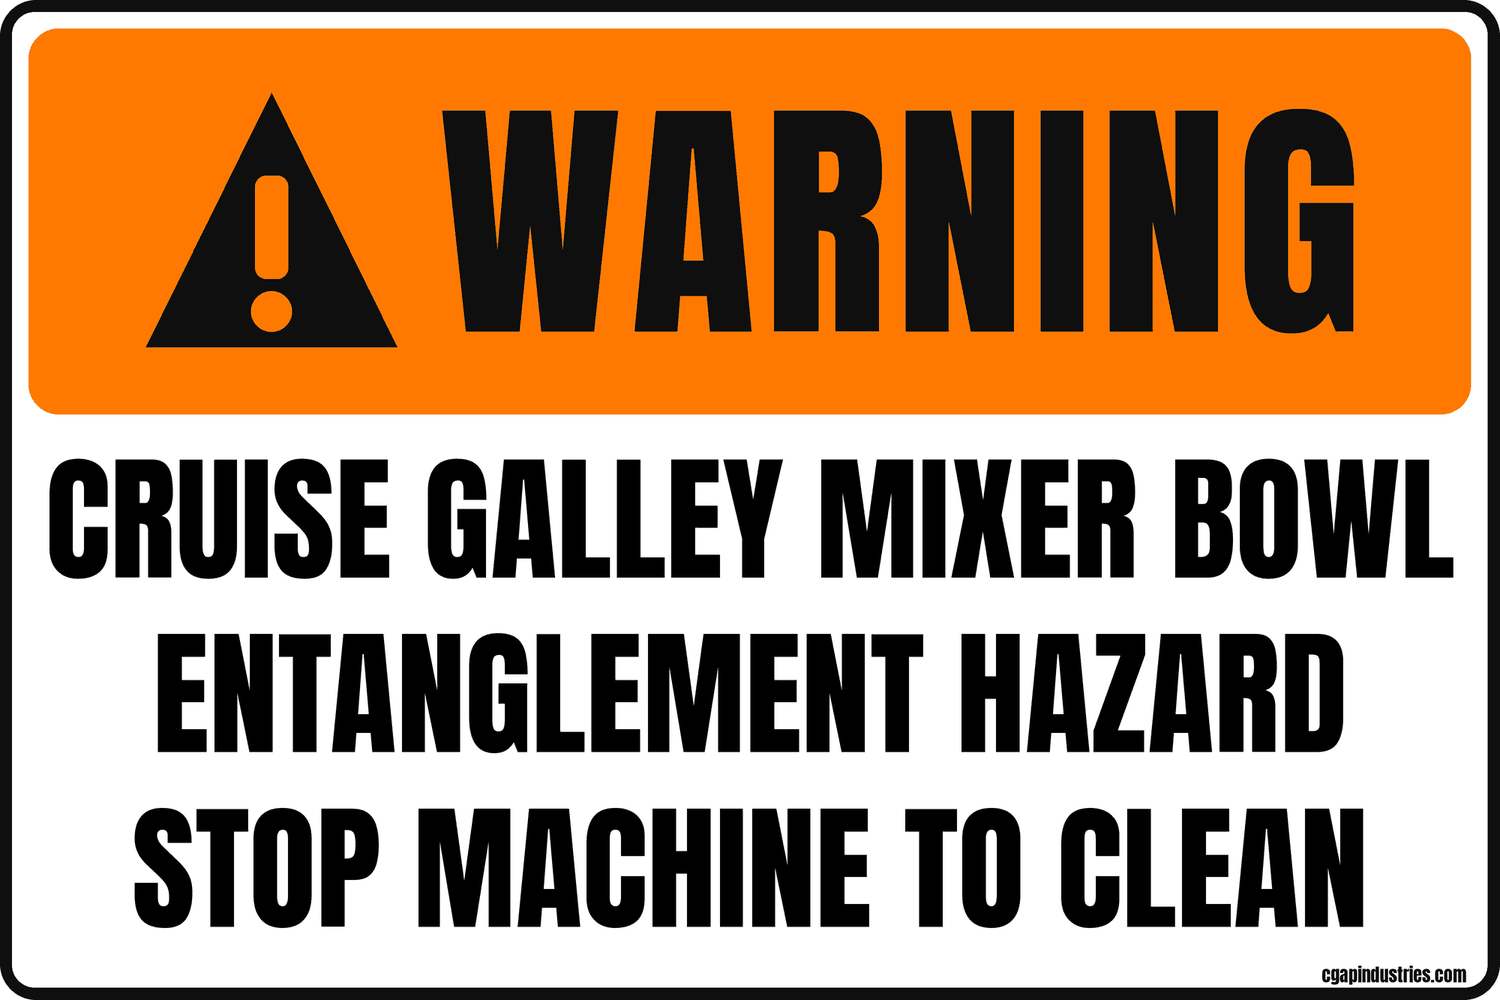 WARNING
CRUISE GALLEY MIXER BOWL
ENTANGLEMENT HAZARD
STOP MACHINE TO CLEAN
cgapindustries.com